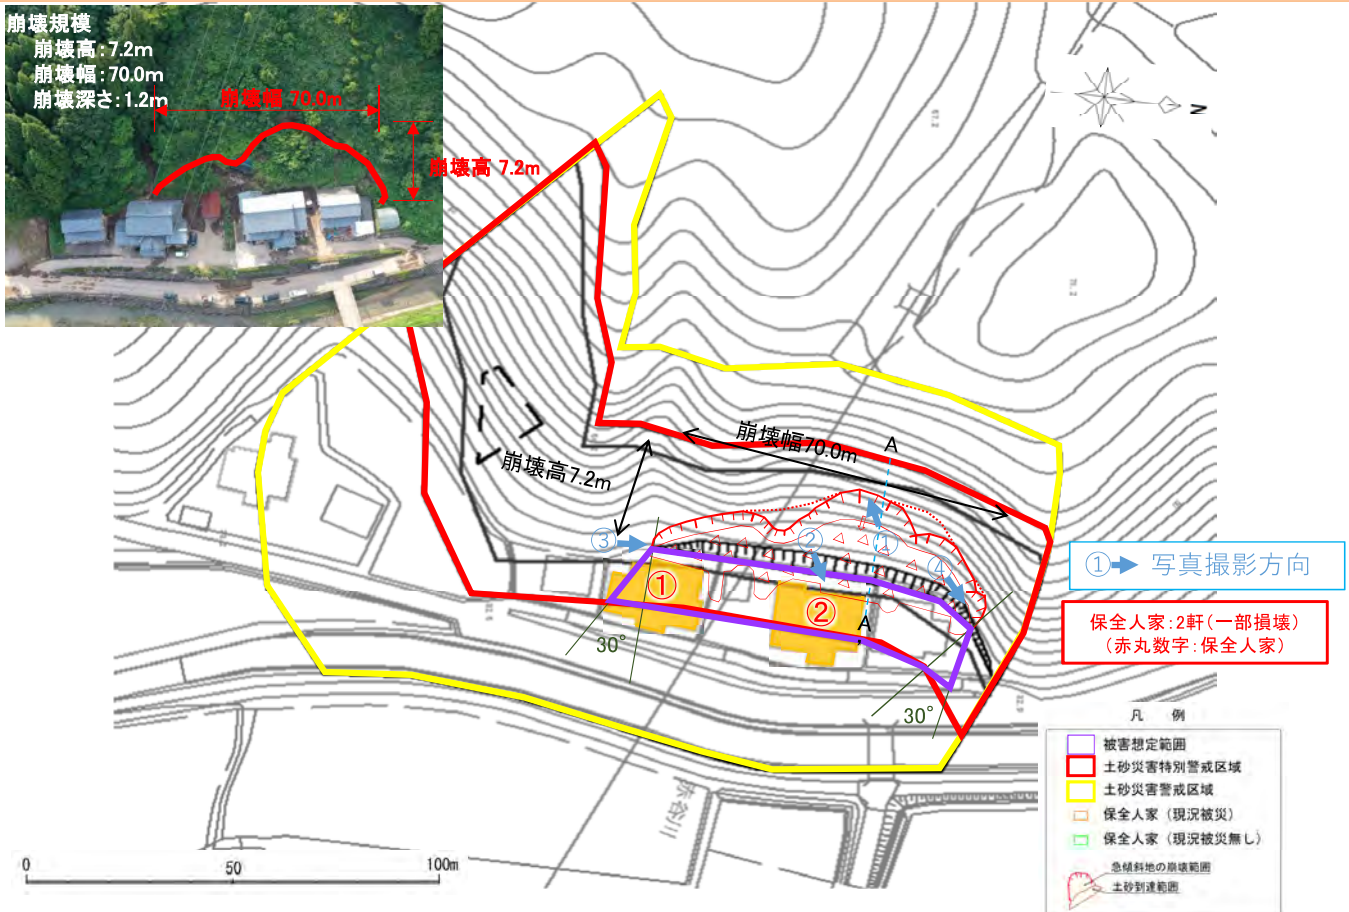 崩壊規模
崩壊高:7.2m
崩壊幅:70.0m
崩壊深さ:1.2m
崩壊幅 70.0m
崩壊高 7.2m
N
67.2
71.2
崩壊幅70.0m
A
崩壊高7.2m
③
②
①
④
①
②
A
30°
30°
①➡ 写真撮影方向
保全人家:2軒(一部損壊)
(赤丸数字:保全人家)
凡 例
被害想定範囲
土砂災害特別警戒区域
土砂災害警戒区域
保全人家(現況被災)
保全人家(現況被災無し)
急傾斜地の崩壊範囲
土砂到達範囲
0 50 100m